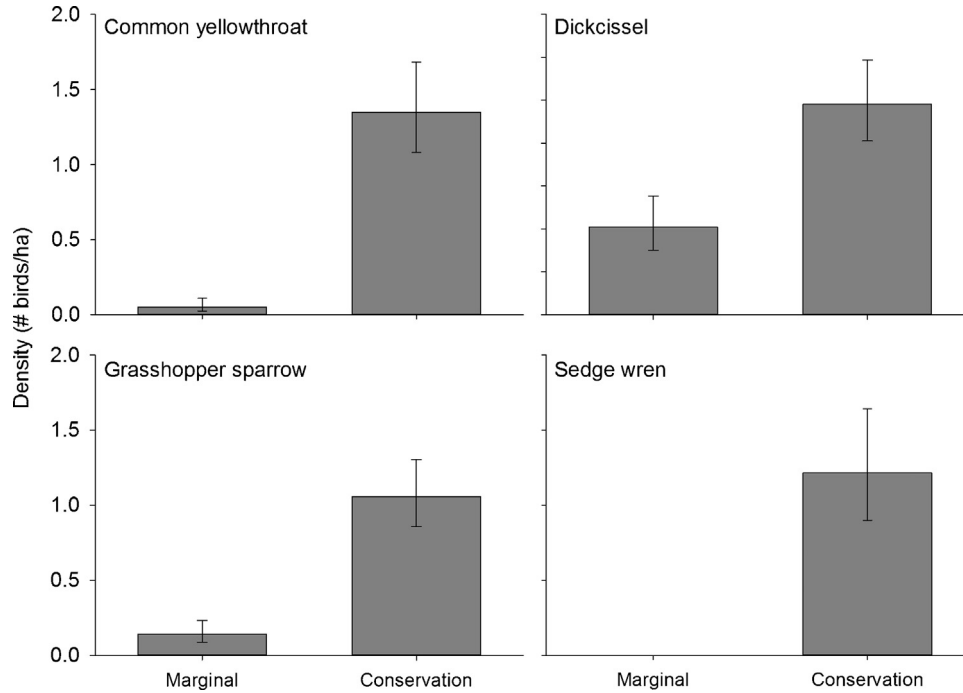 Common yellowthroat
Dickcissel
2.0
1.5
1.0
0.5
0.0
Density (# birds/ha)
Grasshopper sparrow
Sedge wren
2.0
1.5
1.0
0.5
0.0
Marginal
Conservation
Marginal
Conservation